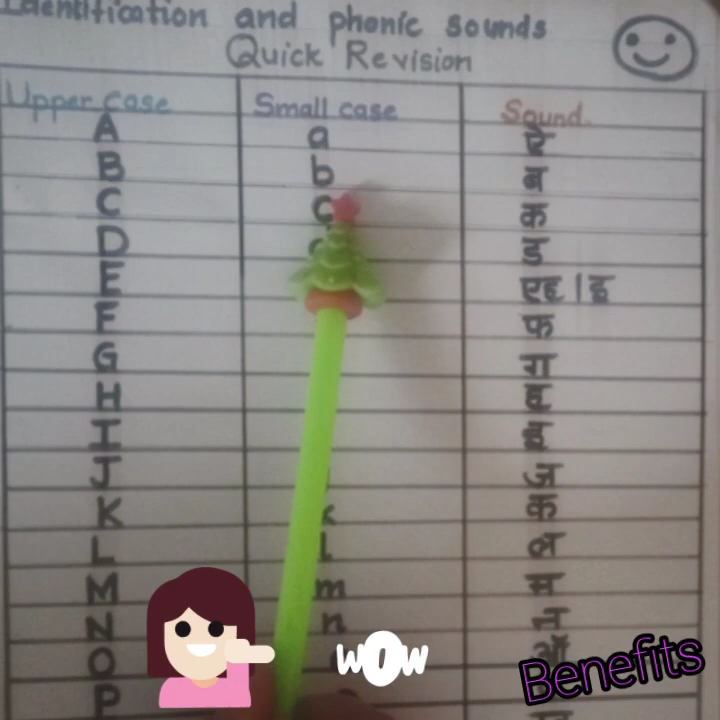 Identification and phonic sounds
Quick Revision
Upper case Small case Sound
A a ऐ
B b ब
C c क
D ड
E एह / इ
F फ
G ग
H ह
I इ
J ज
K k क
L l ल
M m म
N n न
O ऑ
P
wow
Benefits